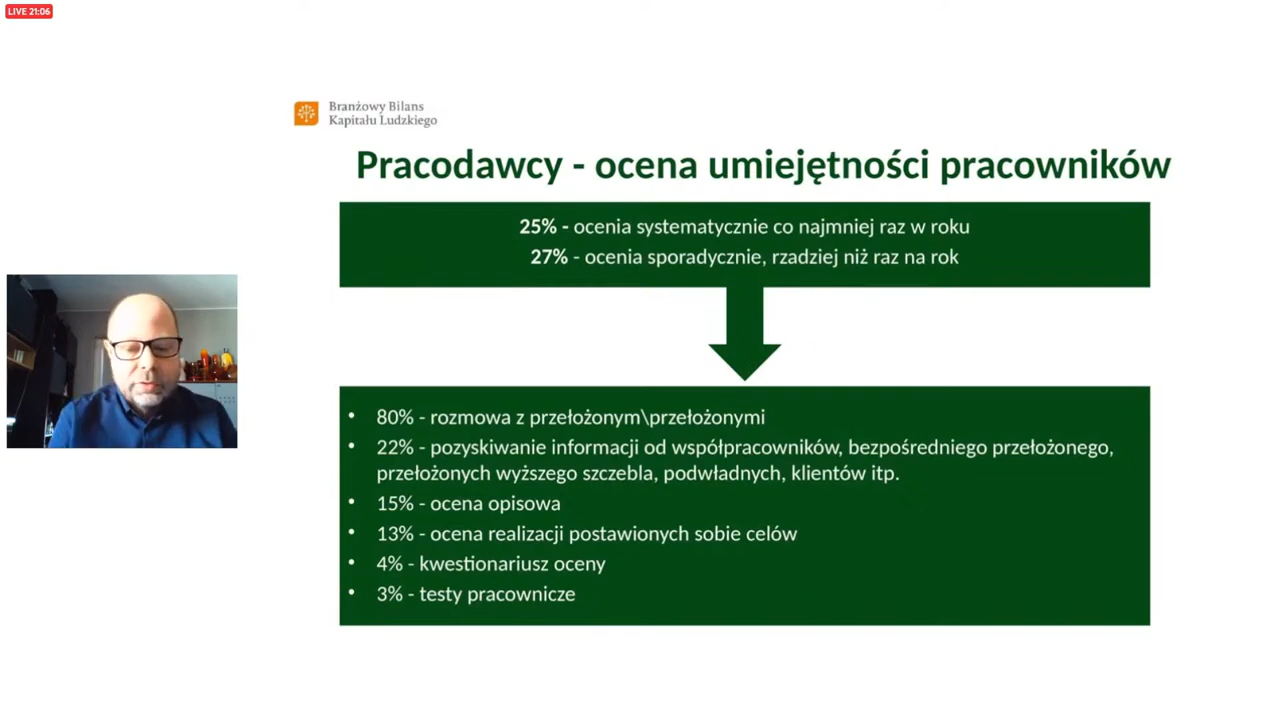 LIVE 21:06
Branżowy Bilans
Kapitału Ludzkiego
Pracodawcy - ocena umiejętności pracowników
25% - ocenia systematycznie co najmniej raz w roku
27% - ocenia sporadycznie, rzadziej niż raz na rok
• 80% - rozmowa z przełożonym\przełożonymi
• 22% - pozyskiwanie informacji od współpracowników, bezpośredniego przełożonego,
przełożonych wyższego szczebla, podwładnych, klientów itp.
• 15% - ocena opisowa
• 13% - ocena realizacji postawionych sobie celów
• 4% - kwestionariusz oceny
• 3% - testy pracownicze